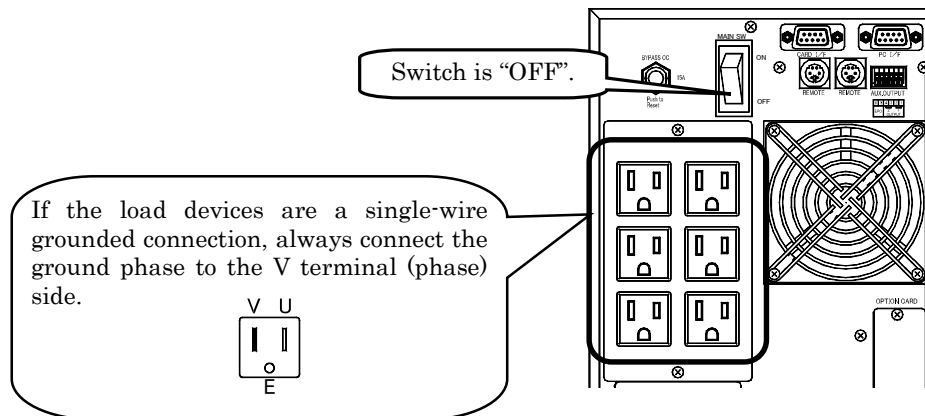 MAIN SW
CARD I/F
PC I/F
Switch is “OFF”.
BYPASS OC
15A
ON
Push to
Reset
OFF
REMOTE
REMOTE
AUX.OUTPUT
OUTPUT
If the load devices are a single-wire
grounded connection, always connect the
ground phase to the V terminal (phase)
side.
V U
E
OPTION CARD